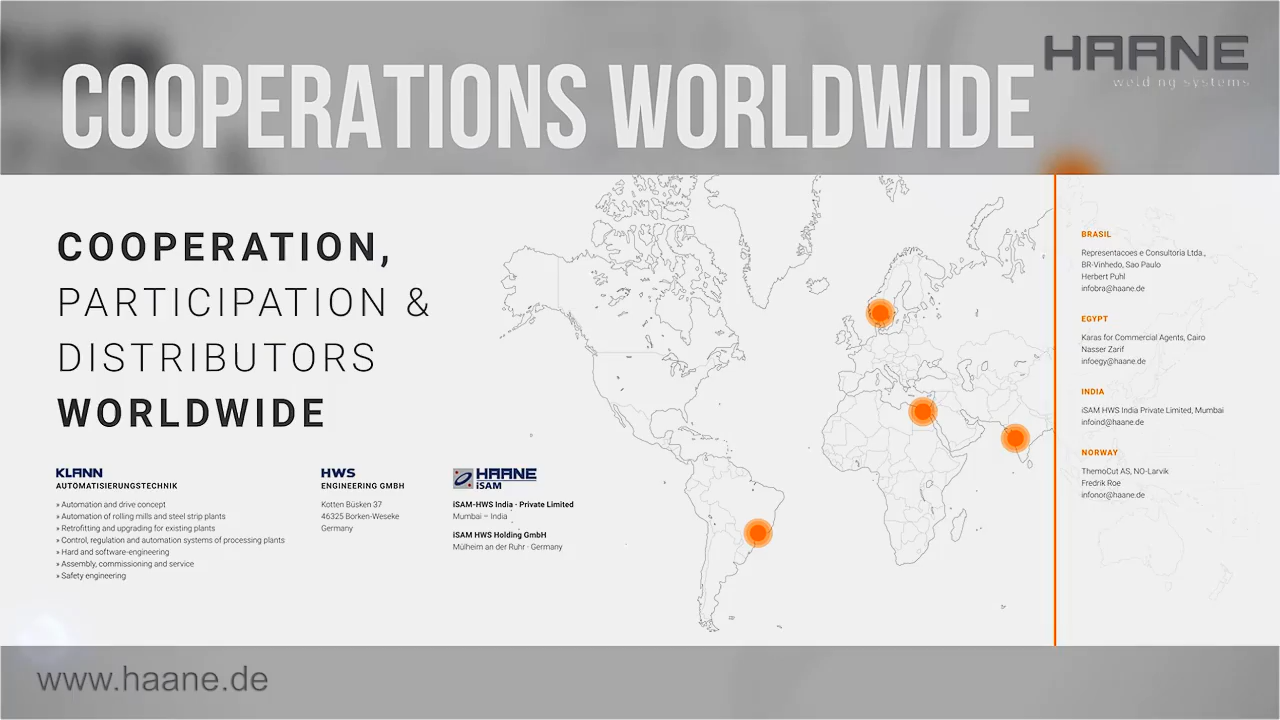 COOPERATIONS WORLDWIDE
HAANE
welding systems
COOPERATION,
PARTICIPATION &
DISTRIBUTORS
WORLDWIDE
KLANN
AUTOMATISIERUNGSTECHNIK
» Automation and drive concept
» Automation of rolling mills and steel strip plants
» Retrofitting and upgrading for existing plants
» Control, regulation and automation systems of processing plants
» Hard and software-engineering
» Assembly, commissioning and service
» Safety engineering
HWS
ENGINEERING GMBH
Kotten Büsken 37
46325 Borken-Weseke
Germany
HAANE
iSAM
iSAM-HWS India - Private Limited
Mumbai – India
iSAM HWS Holding GmbH
Mülheim an der Ruhr · Germany
BRASIL
Representacoes e Consultoria Ltda.,
BR-Vinhedo, Sao Paulo
Herbert Puhl
infobra@haane.de
EGYPT
Karas for Commercial Agents, Cairo
Nasser Zarif
infoegy@haane.de
INDIA
iSAM HWS India Private Limited, Mumbai
infoind@haane.de
NORWAY
ThemoCut AS, NO-Larvik
Fredrik Roe
infonor@haane.de
www.haane.de